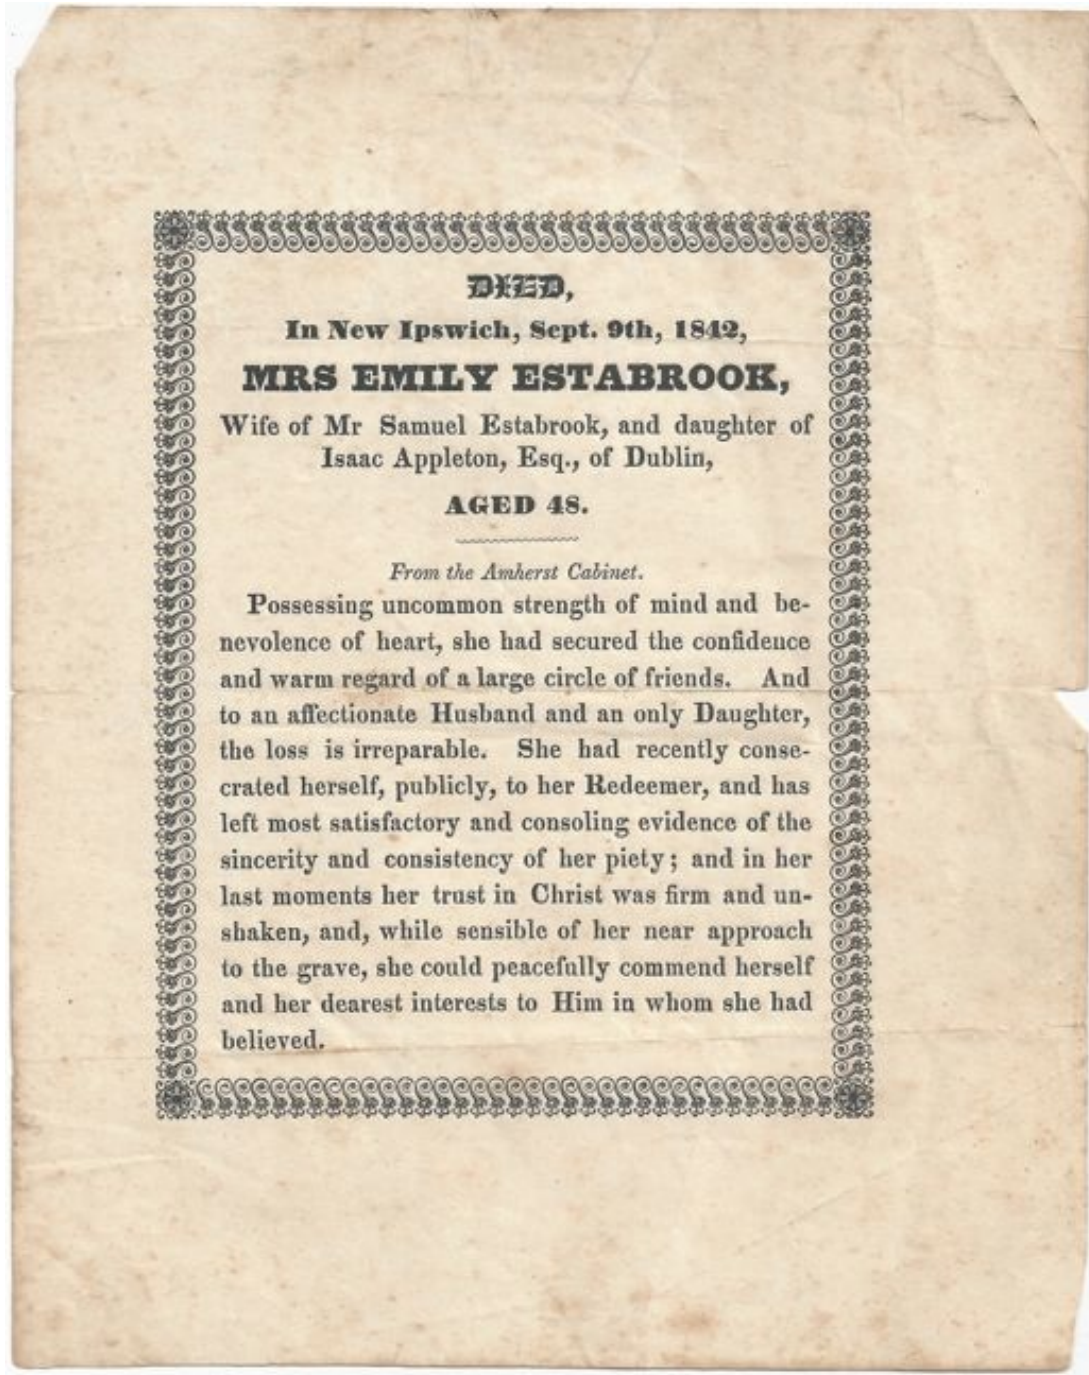 DIED,
In New Ipswich, Sept. 9th, 1842,
MRS EMILY ESTABROOK,
Wife of Mr Samuel Estabrook, and daughter of
Isaac Appleton, Esq., of Dublin,
AGED 48.
From the Amherst Cabinet.
Possessing uncommon strength of mind and be-
nevolence of heart, she had secured the confidence
and warm regard of a large circle of friends. And
to an affectionate Husband and an only Daughter,
the loss is irreparable. She had recently conse-
crated herself, publicly, to her Redeemer, and has
left most satisfactory and consoling evidence of the
sincerity and consistency of her piety; and in her
last moments her trust in Christ was firm and un-
shaken, and, while sensible of her near approach
to the grave, she could peacefully commend herself
and her dearest interests to Him in whom she had
believed.